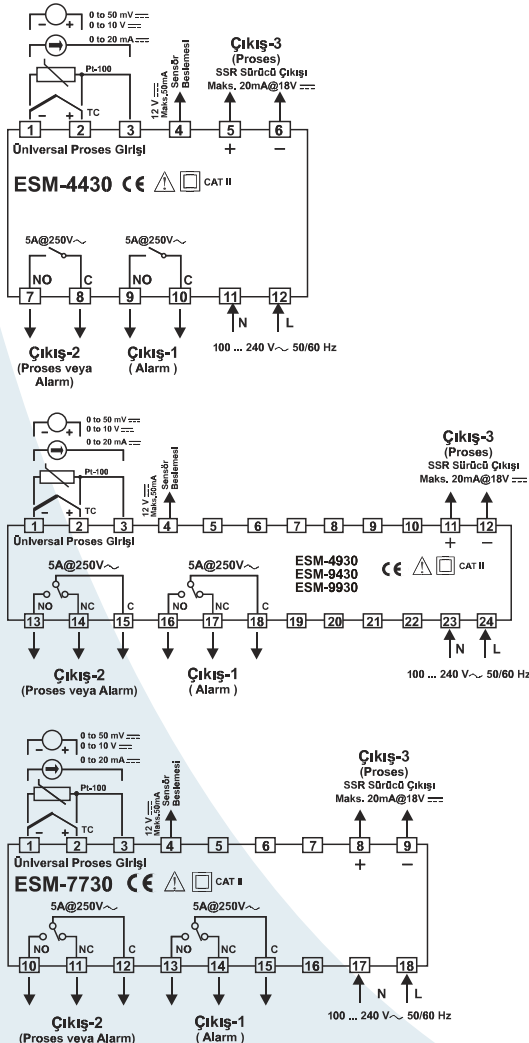 0 to 50 mV ⎓
0 to 10 V ⎓
− +
0 to 20 mA ⎓
Pt-100
− + TC
12 V ⎓
Maks.50mA
Sensör
Beslemesi
Çıkış-3
(Proses)
SSR Sürücü Çıkışı
Maks. 20mA@18V ⎓
1 2 3 4 5 6
+ −
Üniversal Proses Girişi
ESM-4430 CE CAT II
5A@250V～ 5A@250V～
NO C NO C
7 8 9 10 11 12
N L
100 ... 240 V～ 50/60 Hz
Çıkış-2
(Proses veya
Alarm)
Çıkış-1
( Alarm )
0 to 50 mV ⎓
0 to 10 V ⎓
− +
0 to 20 mA ⎓
Pt-100
− + TC
12 V ⎓
Maks.50mA
Sensör
Beslemesi
Çıkış-3
(Proses)
SSR Sürücü Çıkışı
Maks. 20mA@18V ⎓
1 2 3 4 5 6 7 8 9 10 11 12
+ −
Üniversal Proses Girişi
5A@250V～ 5A@250V～
ESM-4930
ESM-9430
ESM-9930
CE CAT II
NO NC C NO NC C
13 14 15 16 17 18 19 20 21 22 23 24
N L
100 ... 240 V～ 50/60 Hz
Çıkış-2
(Proses veya Alarm)
Çıkış-1
( Alarm )
0 to 50 mV ⎓
0 to 10 V ⎓
− +
0 to 20 mA ⎓
Pt-100
− + TC
12 V ⎓
Maks.50mA
Sensör
Beslemesi
Çıkış-3
(Proses)
SSR Sürücü Çıkışı
Maks. 20mA@18V ⎓
1 2 3 4 5 6 7 8 9
+ −
Üniversal Proses Girişi
ESM-7730 CE CAT II
5A@250V～ 5A@250V～
NO NC C NO NC C
10 11 12 13 14 15 16 17 18
N L
100 ... 240 V～ 50/60 Hz
Çıkış-2
(Proses veya Alarm)
Çıkış-1
( Alarm )